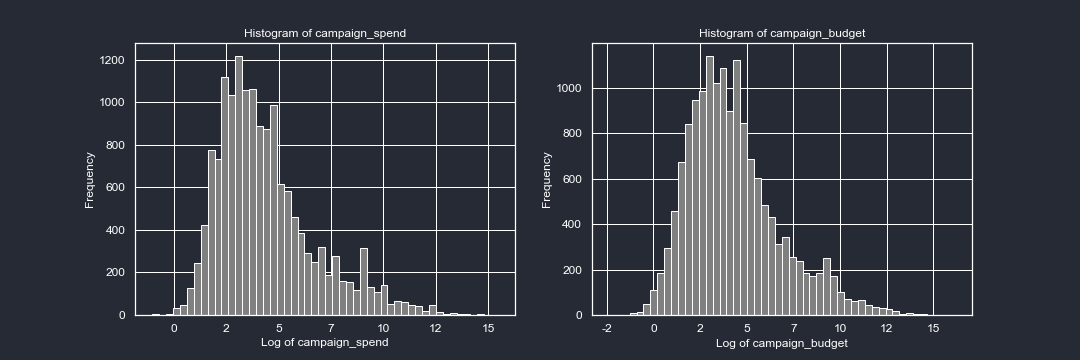 Histogram of campaign_spend
1200
1000
800
600
400
200
0
Frequency
0 2 5 7 10 12 15
Log of campaign_spend
Histogram of campaign_budget
1000
800
600
400
200
0
Frequency
-2 0 2 5 7 10 12 15
Log of campaign_budget